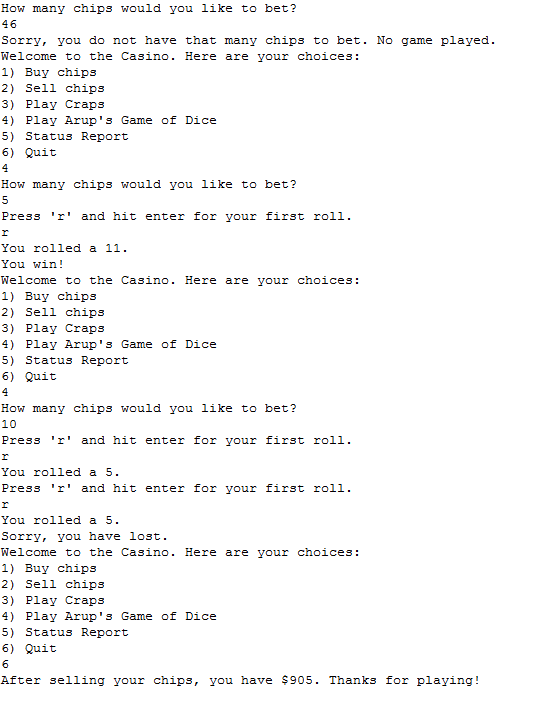 How many chips would you like to bet?
46
Sorry, you do not have that many chips to bet. No game played.
Welcome to the Casino. Here are your choices:
1) Buy chips
2) Sell chips
3) Play Craps
4) Play Arup's Game of Dice
5) Status Report
6) Quit
4
How many chips would you like to bet?
5
Press 'r' and hit enter for your first roll.
r
You rolled a 11.
You win!
Welcome to the Casino. Here are your choices:
1) Buy chips
2) Sell chips
3) Play Craps
4) Play Arup's Game of Dice
5) Status Report
6) Quit
4
How many chips would you like to bet?
10
Press 'r' and hit enter for your first roll.
r
You rolled a 5.
Press 'r' and hit enter for your first roll.
r
You rolled a 5.
Sorry, you have lost.
Welcome to the Casino. Here are your choices:
1) Buy chips
2) Sell chips
3) Play Craps
4) Play Arup's Game of Dice
5) Status Report
6) Quit
6
After selling your chips, you have $905. Thanks for playing!